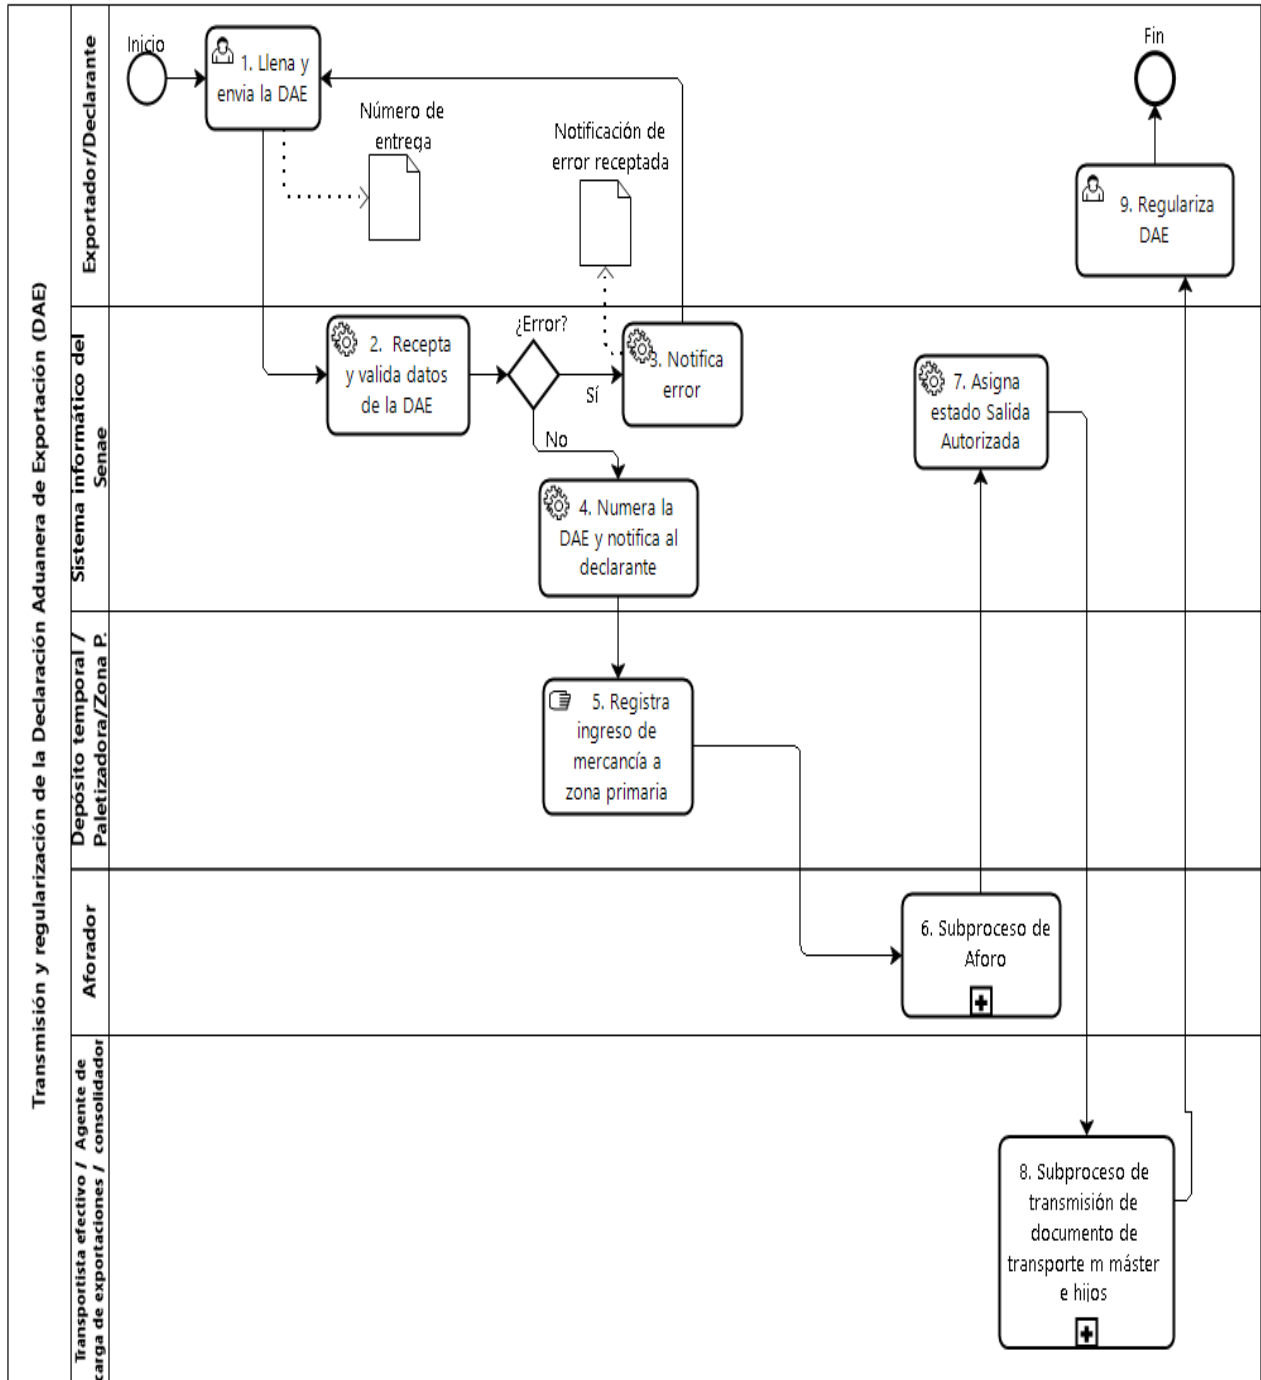 Transmisión y regularización de la Declaración Aduanera de Exportación (DAE)
Exportador/Declarante
Inicio
1. Llena y
envia la DAE
Número de
entrega
Notificación de
error receptada
Fin
9. Regulariza
DAE
Sistema informático del
Senae
2. Recepta
y valida datos
de la DAE
¿Error?
Sí
No
3. Notifica
error
4. Numera la
DAE y notifica al
declarante
7. Asigna
estado Salida
Autorizada
Depósito temporal /
Paletizadora/Zona P.
5. Registra
ingreso de
mercancía a
zona primaria
Aforador
6. Subproceso de
Aforo
Transportista efectivo / Agente de
carga de exportaciones / consolidador
8. Subproceso de
transmisión de
documento de
transporte m máster
e hijos